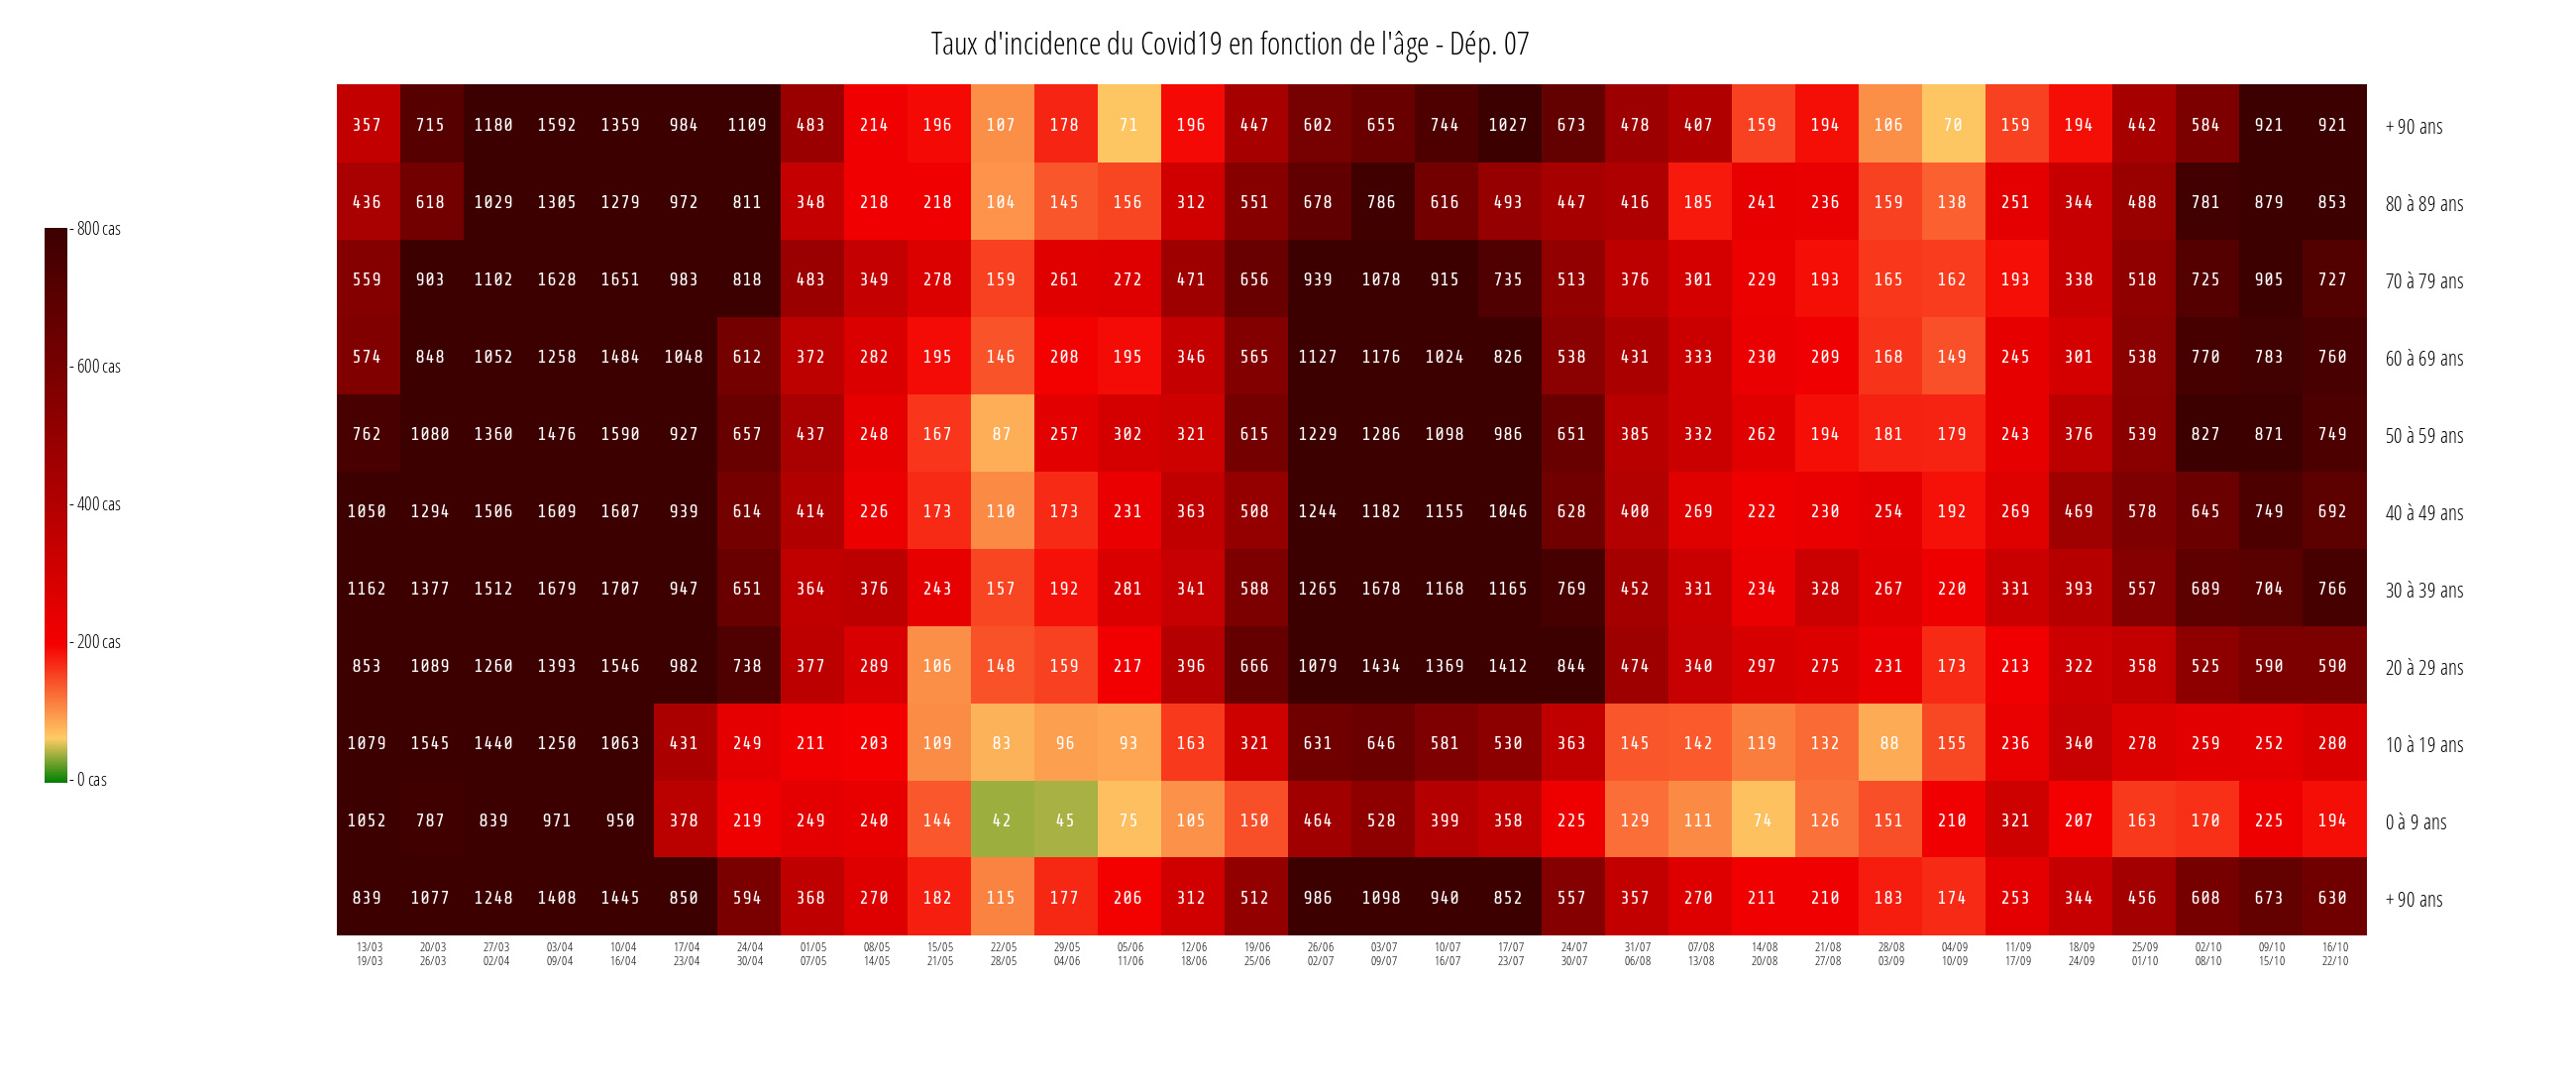 Taux d'incidence du Covid19 en fonction de l'âge - Dép. 07
- 800 cas
- 600 cas
- 400 cas
- 200 cas
- 0 cas
357 715 1180 1592 1359 984 1109 483 214 196 107 178 71 196 447 602 655 744 1027 673 478 407 159 194 106 70 159 194 442 584 921 921 + 90 ans
436 618 1029 1305 1279 972 811 348 218 218 104 145 156 312 551 678 786 616 493 447 416 185 241 236 159 138 251 344 488 781 879 853 80 à 89 ans
559 903 1102 1628 1651 983 818 483 349 278 159 261 272 471 656 939 1078 915 735 513 376 301 229 193 165 162 193 338 518 725 905 727 70 à 79 ans
574 848 1052 1258 1484 1048 612 372 282 195 146 208 195 346 565 1127 1176 1024 826 538 431 333 230 209 168 149 245 301 538 770 783 760 60 à 69 ans
762 1080 1360 1476 1590 927 657 437 248 167 87 257 302 321 615 1229 1286 1098 986 651 385 332 262 194 181 179 243 376 539 827 871 749 50 à 59 ans
1050 1294 1506 1609 1607 939 614 414 226 173 110 173 231 363 508 1244 1182 1155 1046 628 400 269 222 230 254 192 269 469 578 645 749 692 40 à 49 ans
1162 1377 1512 1679 1707 947 651 364 376 243 157 192 281 341 588 1265 1678 1168 1165 769 452 331 234 328 267 220 331 393 557 689 704 766 30 à 39 ans
853 1089 1260 1393 1546 982 738 377 289 106 148 159 217 396 666 1079 1434 1369 1412 844 474 340 297 275 231 173 213 322 358 525 590 590 20 à 29 ans
1079 1545 1440 1250 1063 431 249 211 203 109 83 96 93 163 321 631 646 581 530 363 145 142 119 132 88 155 236 340 278 259 252 280 10 à 19 ans
1052 787 839 971 950 378 219 249 240 144 42 45 75 105 150 464 528 399 358 225 129 111 74 126 151 210 321 207 163 170 225 194 0 à 9 ans
839 1077 1248 1408 1445 850 594 368 270 182 115 177 206 312 512 986 1098 940 852 557 357 270 211 210 183 174 253 344 456 608 673 630 + 90 ans
13/03 20/03 27/03 03/04 10/04 17/04 24/04 01/05 08/05 15/05 22/05 29/05 05/06 12/06 19/06 26/06 03/07 10/07 17/07 24/07 31/07 07/08 14/08 21/08 28/08 04/09 11/09 18/09 25/09 02/10 09/10 16/10
19/03 26/03 02/04 09/04 16/04 23/04 30/04 07/05 14/05 21/05 28/05 04/06 11/06 18/06 25/06 02/07 09/07 16/07 23/07 30/07 06/08 13/08 20/08 27/08 03/09 10/09 17/09 24/09 01/10 08/10 15/10 22/10